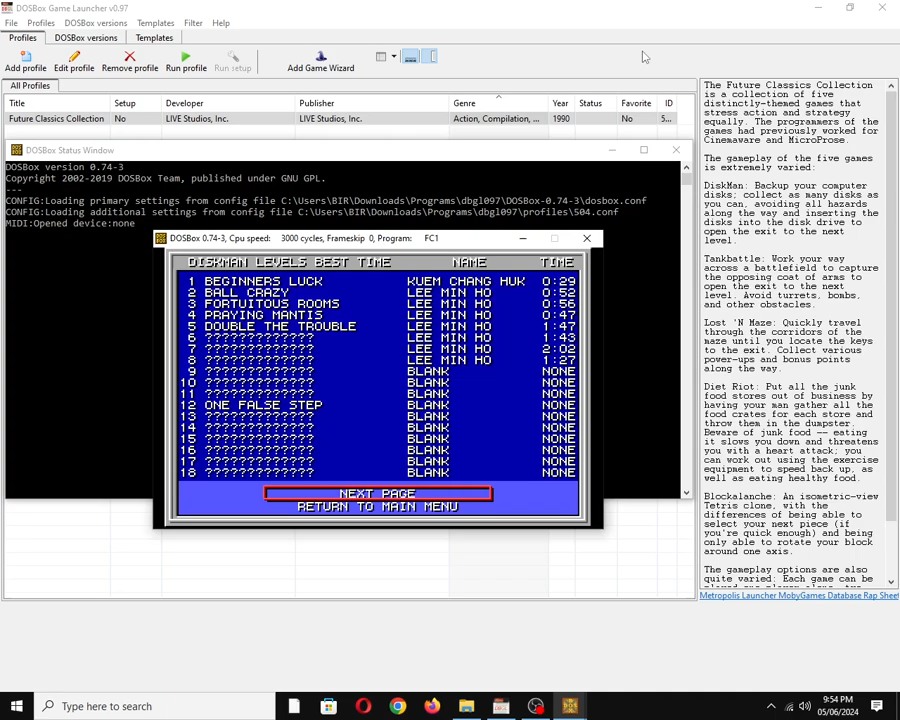 DOSBox Game Launcher v0.97
File Profiles DOSBox versions Templates Filter Help
Profiles DOSBox versions Templates
Add profile Edit profile Remove profile Run profile Run setup Add Game Wizard
All Profiles
Title Setup Developer Publisher Genre Year Status Favorite ID
Future Classics Collection No LIVE Studios, Inc. LIVE Studios, Inc. Action, Compilation, ... 1990 No 5...
DOSBox Status Window
DOSBox version 0.74-3
Copyright 2002-2019 DOSBox Team, published under GNU GPL.
---
CONFIG:Loading primary settings from config file C:\Users\BIR\Downloads\Programs\dbgl097\DOSBox-0.74-3\dosbox.conf
CONFIG:Loading additional settings from config file C:\Users\BIR\Downloads\Programs\dbgl097\profiles\504.conf
MIDI:Opened device:none
DOSBox 0.74-3, Cpu speed: 3000 cycles, Frameskip 0, Program: FC1
DISKMAN LEVELS BEST TIME NAME TIME
1 BEGINNERS LUCK KUEM CHANG HUK 0:29
2 BALL CRAZY LEE MIN HO 0:52
3 FORTUITOUS ROOMS LEE MIN HO 0:56
4 PRAYING MANTIS LEE MIN HO 0:47
5 DOUBLE THE TROUBLE LEE MIN HO 1:47
6 ????????????? LEE MIN HO 1:43
7 ????????????? LEE MIN HO 2:02
8 ????????????? LEE MIN HO 1:27
9 ????????????? BLANK NONE
10 ????????????? BLANK NONE
11 ????????????? BLANK NONE
12 ONE FALSE STEP BLANK NONE
13 ????????????? BLANK NONE
14 ????????????? BLANK NONE
15 ????????????? BLANK NONE
16 ????????????? BLANK NONE
17 ????????????? BLANK NONE
18 ????????????? BLANK NONE
NEXT PAGE
RETURN TO MAIN MENU
The Future Classics Collection
is a collection of five
distinctly-themed games that
stress action and strategy
equally. The programmers of the
games had previously worked for
Cinemaware and MicroProse.
The gameplay of the five games
is extremely varied:
DiskMan: Backup your computer
disks; collect as many disks as
you can, avoiding all hazards
along the way and inserting the
disks into the disk drive to
open the exit to the next
level.
Tankbattle: Work your way
across a battlefield to capture
the opposing coat of arms to
open the exit to the next
level. Avoid turrets, bombs,
and other obstacles.
Lost 'N Maze: Quickly travel
through the corridors of the
maze until you locate the keys
to the exit. Collect various
power-ups and bonus points
along the way.
Diet Riot: Put all the junk
food stores out of business by
having your man gather all the
food crates for each store and
throw them in the dumpster.
Beware of junk food -- eating
it slows you down and threatens
you with a heart attack; you
can work out using the exercise
equipment to speed back up, as
well as eating healthy food.
Blockalanche: An isometric-view
Tetris clone, with the
differences of being able to
select your next piece (if
you're quick enough) and being
only able to rotate your block
around one axis.
The gameplay options are also
quite varied: Each game can be
Metropolis Launcher MobyGames Database Rap Sheet
Type here to search
9:54 PM
05/06/2024